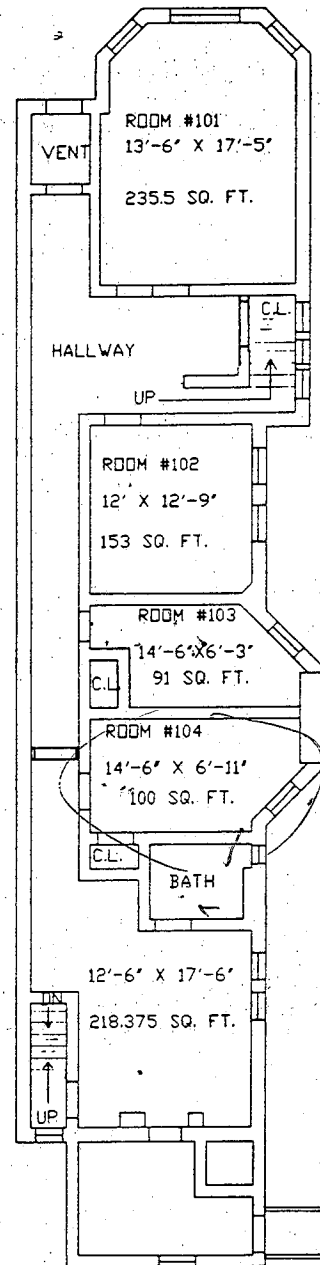 ROOM #101
13'-6" X 17'-5"
VENT
235.5 SQ. FT.
C.L.
HALLWAY
UP
ROOM #102
12' X 12'-9"
153 SQ. FT.
ROOM #103
14'-6" X 6'-3"
C.L.
91 SQ. FT.
ROOM #104
14'-6" X 6'-11"
100 SQ. FT.
C.L.
BATH
12'-6" X 17'-6"
DN
218.375 SQ. FT.
UP